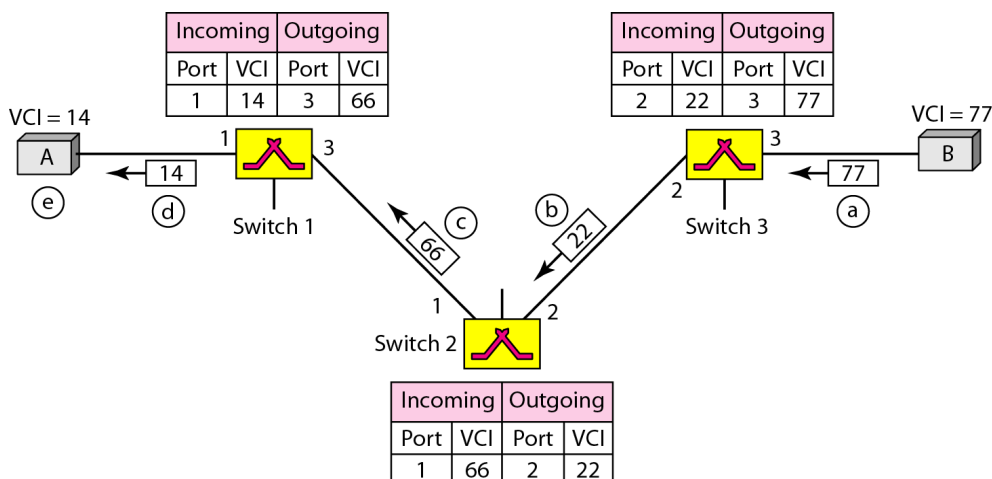 Incoming Outgoing
Port VCI Port VCI
1 14 3 66
Incoming Outgoing
Port VCI Port VCI
2 22 3 77
VCI = 14
VCI = 77
A
1
3
3
B
14
2
77
e
d
Switch 1
c
66
b
22
Switch 3
a
1
2
Switch 2
Incoming Outgoing
Port VCI Port VCI
1 66 2 22